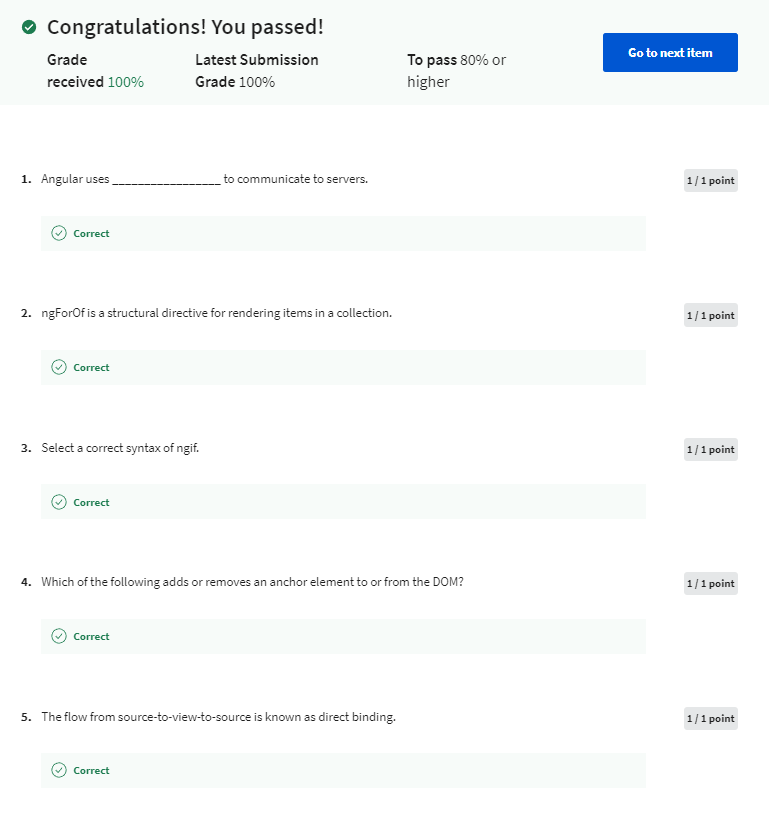 Congratulations! You passed!
Grade received 100%
Latest Submission Grade 100%
To pass 80% or higher
Go to next item
1. Angular uses _________________ to communicate to servers.
1 / 1 point
Correct
2. ngForOf is a structural directive for rendering items in a collection.
1 / 1 point
Correct
3. Select a correct syntax of ngif.
1 / 1 point
Correct
4. Which of the following adds or removes an anchor element to or from the DOM?
1 / 1 point
Correct
5. The flow from source-to-view-to-source is known as direct binding.
1 / 1 point
Correct